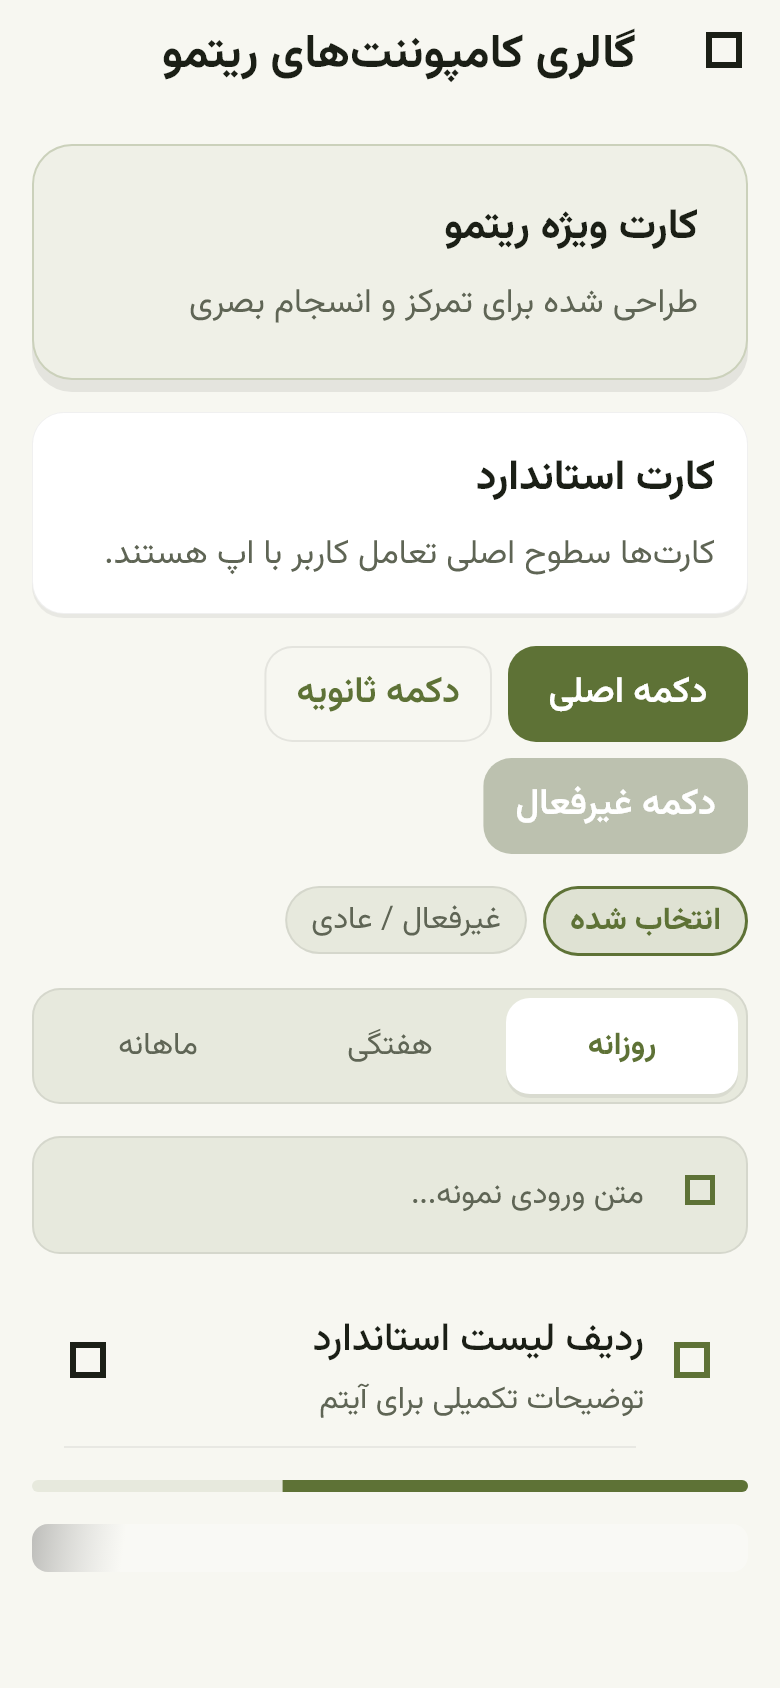 گالری کامپوننت‌های ریتمو
کارت ویژه ریتمو
طراحی شده برای تمرکز و انسجام بصری
کارت استاندارد
کارت‌ها سطوح اصلی تعامل کاربر با اپ هستند.
دکمه اصلی
دکمه ثانویه
دکمه غیرفعال
انتخاب شده
غیرفعال / عادی
روزانه
هفتگی
ماهانه
متن ورودی نمونه...
ردیف لیست استاندارد
توضیحات تکمیلی برای آیتم